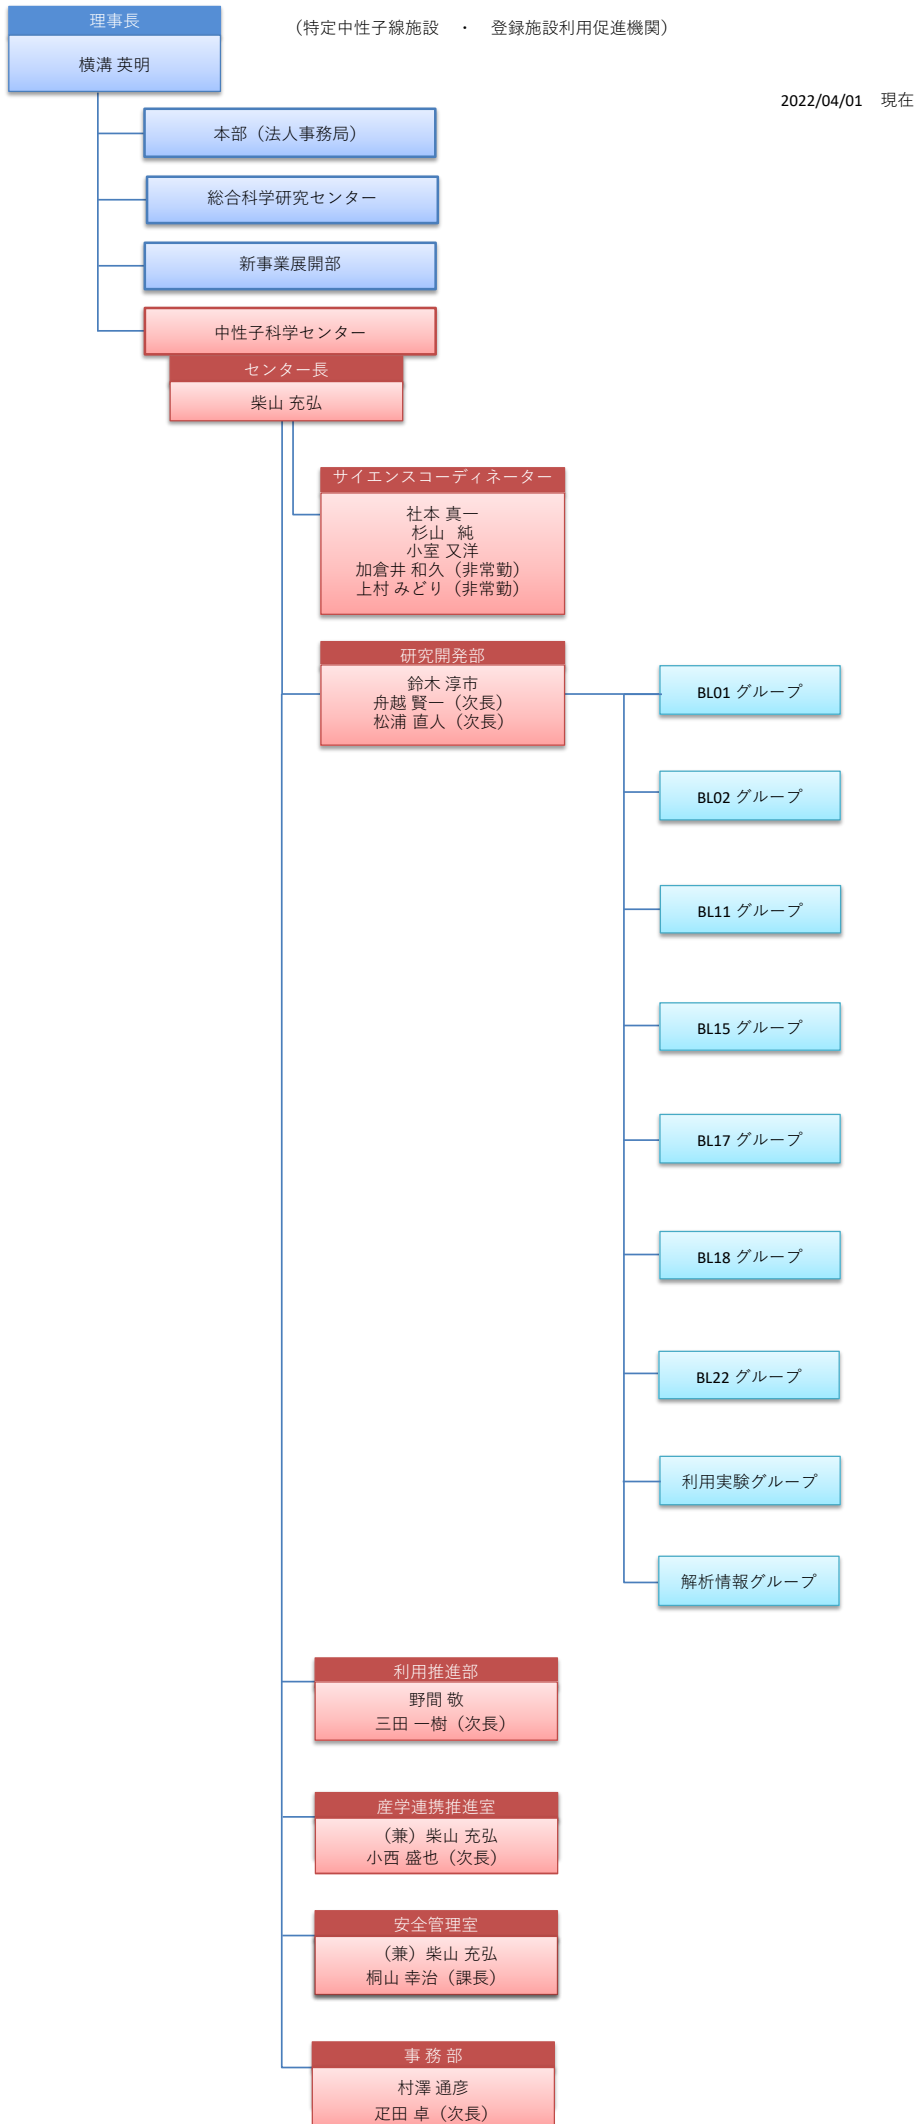 理事長
（特定中性子線施設　・　登録施設利用促進機関）
横溝 英明
2022/04/01　現在
本部（法人事務局）
総合科学研究センター
新事業展開部
中性子科学センター
センター長
柴山 充弘
サイエンスコーディネーター
社本 真一
杉山　純
小室 又洋
加倉井 和久（非常勤）
上村 みどり（非常勤）
研究開発部
鈴木 淳市
舟越 賢一（次長）
松浦 直人（次長）
BL01 グループ
BL02 グループ
BL11 グループ
BL15 グループ
BL17 グループ
BL18 グループ
BL22 グループ
利用実験グループ
解析情報グループ
利用推進部
野間 敬
三田 一樹（次長）
産学連携推進室
（兼）柴山 充弘
小西 盛也（次長）
安全管理室
（兼）柴山 充弘
桐山 幸治（課長）
事 務 部
村澤 通彦
疋田 卓（次長）